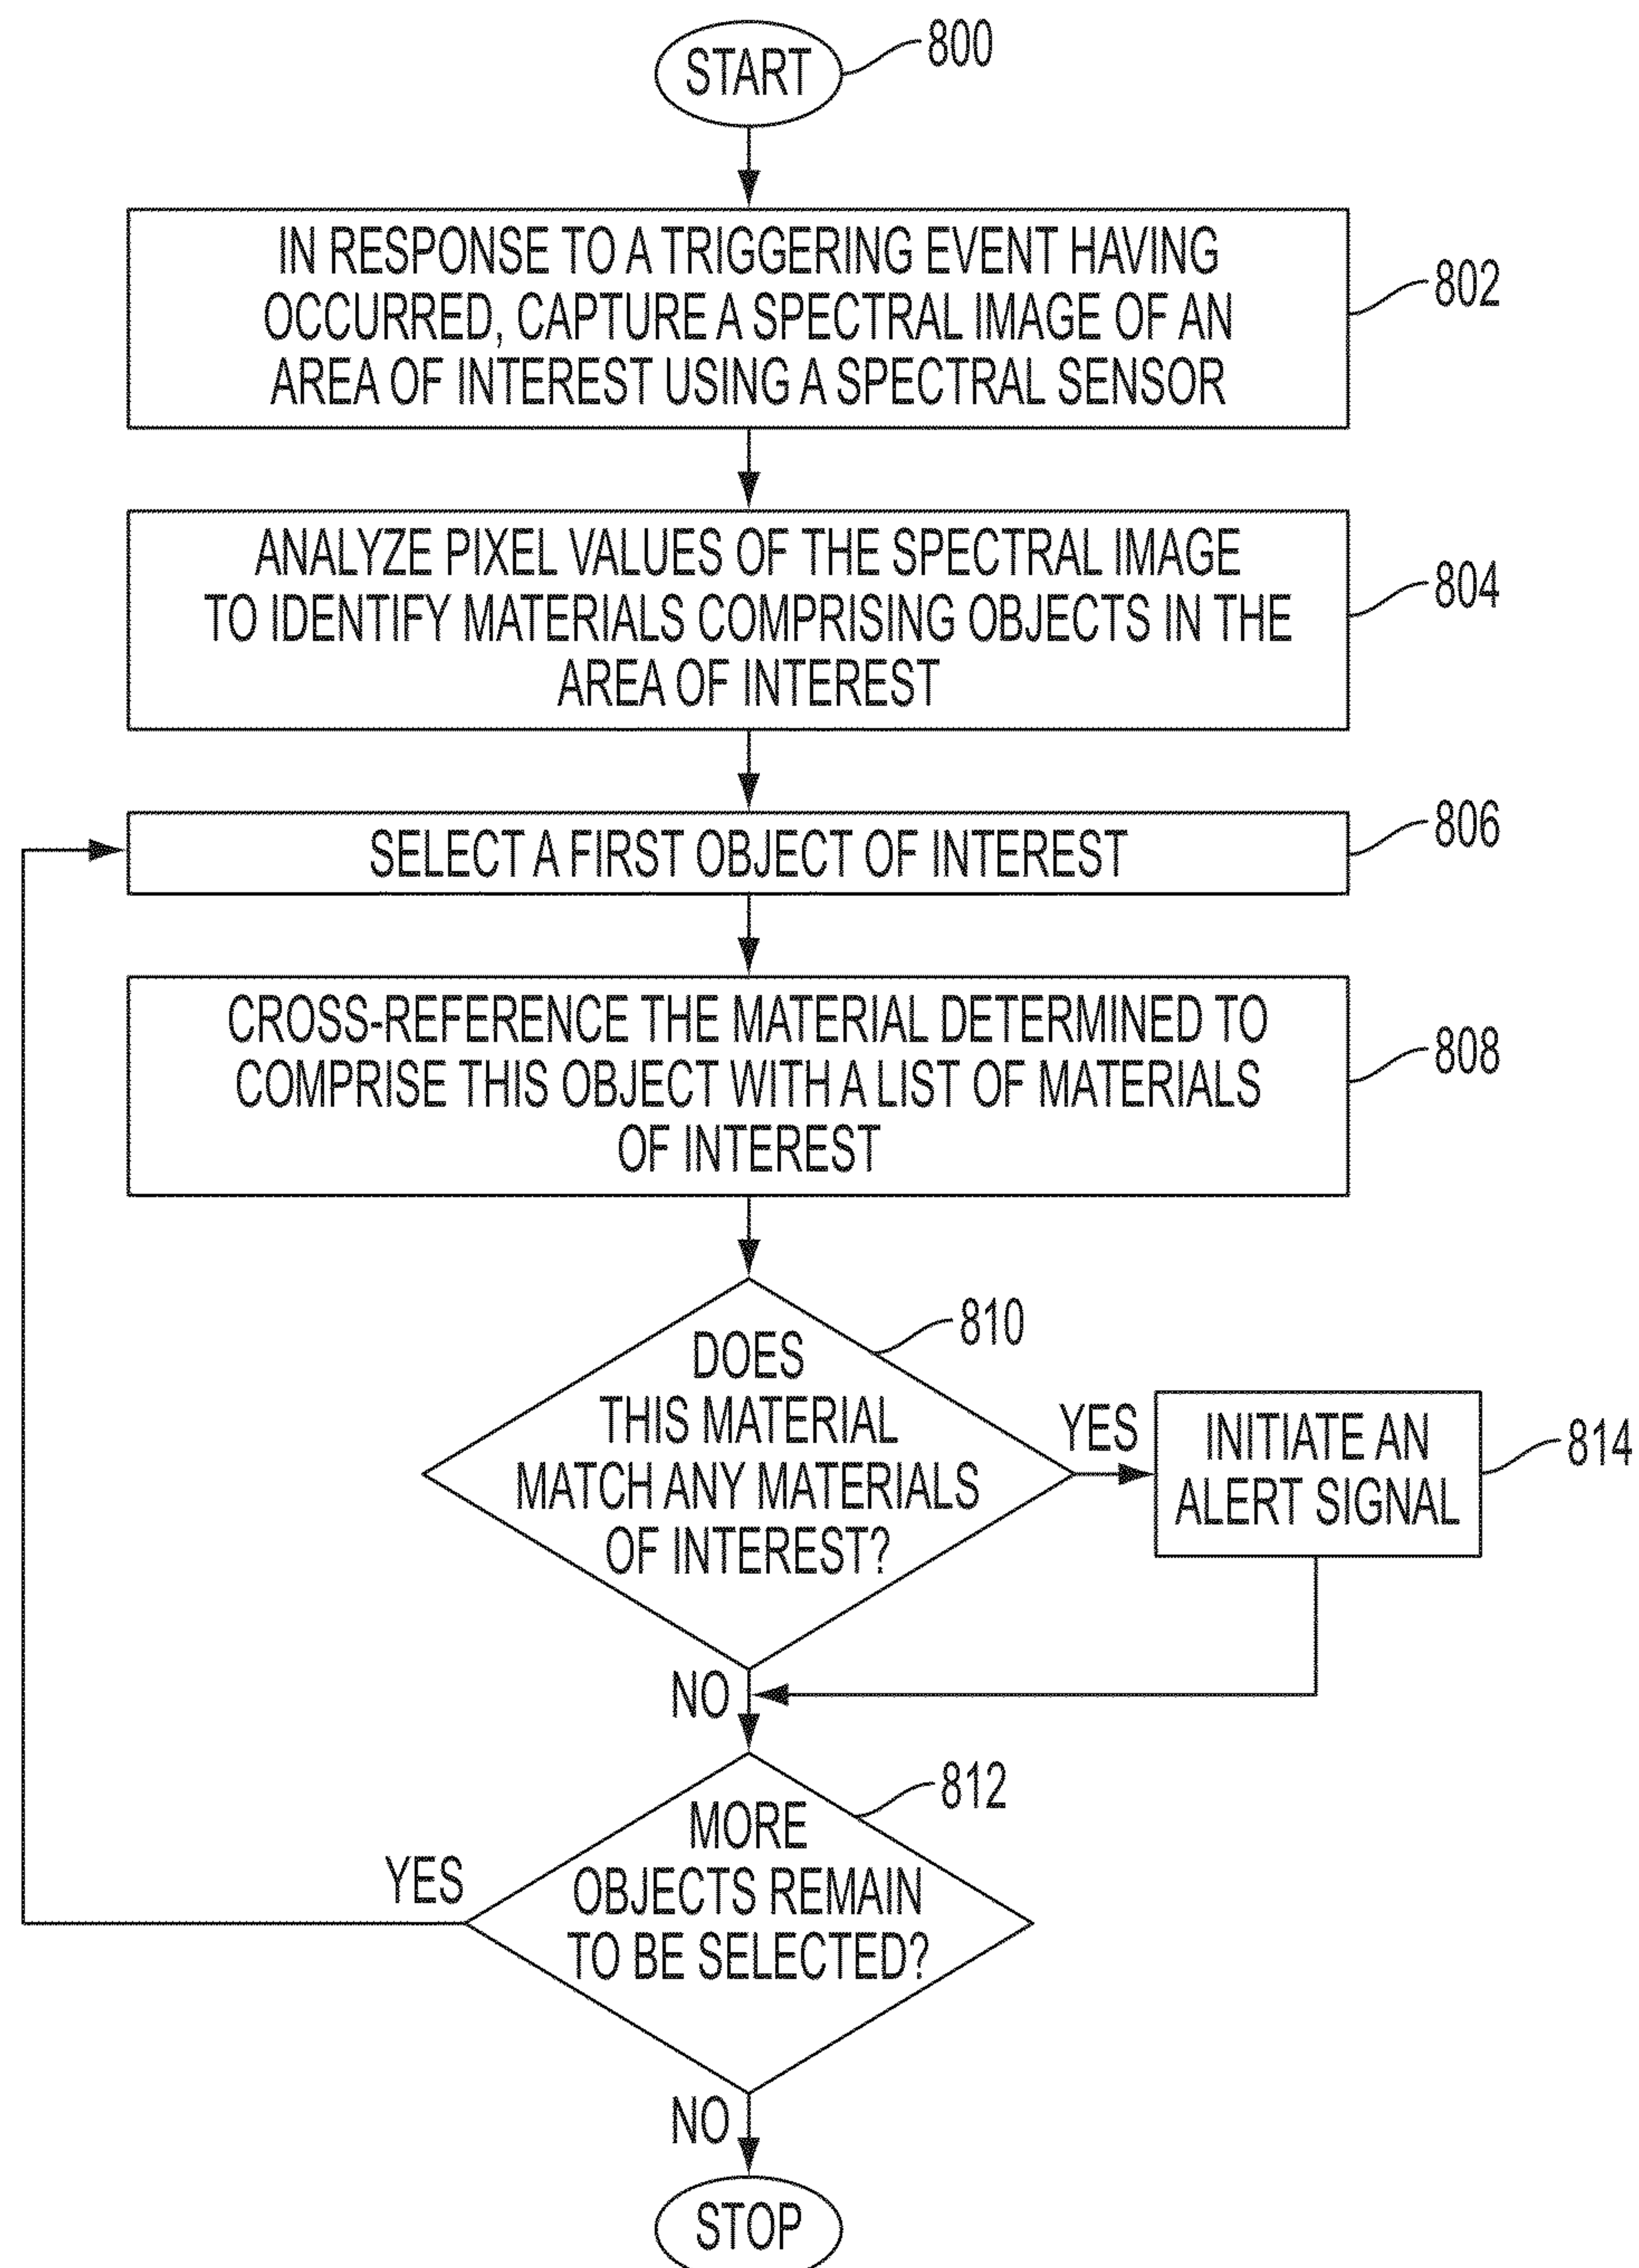 START
800
IN RESPONSE TO A TRIGGERING EVENT HAVING
OCCURRED, CAPTURE A SPECTRAL IMAGE OF AN
AREA OF INTEREST USING A SPECTRAL SENSOR
802
ANALYZE PIXEL VALUES OF THE SPECTRAL IMAGE
TO IDENTIFY MATERIALS COMPRISING OBJECTS IN THE
AREA OF INTEREST
804
SELECT A FIRST OBJECT OF INTEREST
806
CROSS-REFERENCE THE MATERIAL DETERMINED TO
COMPRISE THIS OBJECT WITH A LIST OF MATERIALS
OF INTEREST
808
DOES
THIS MATERIAL
MATCH ANY MATERIALS
OF INTEREST?
810
YES
INITIATE AN
ALERT SIGNAL
814
NO
MORE
OBJECTS REMAIN
TO BE SELECTED?
812
YES
NO
STOP